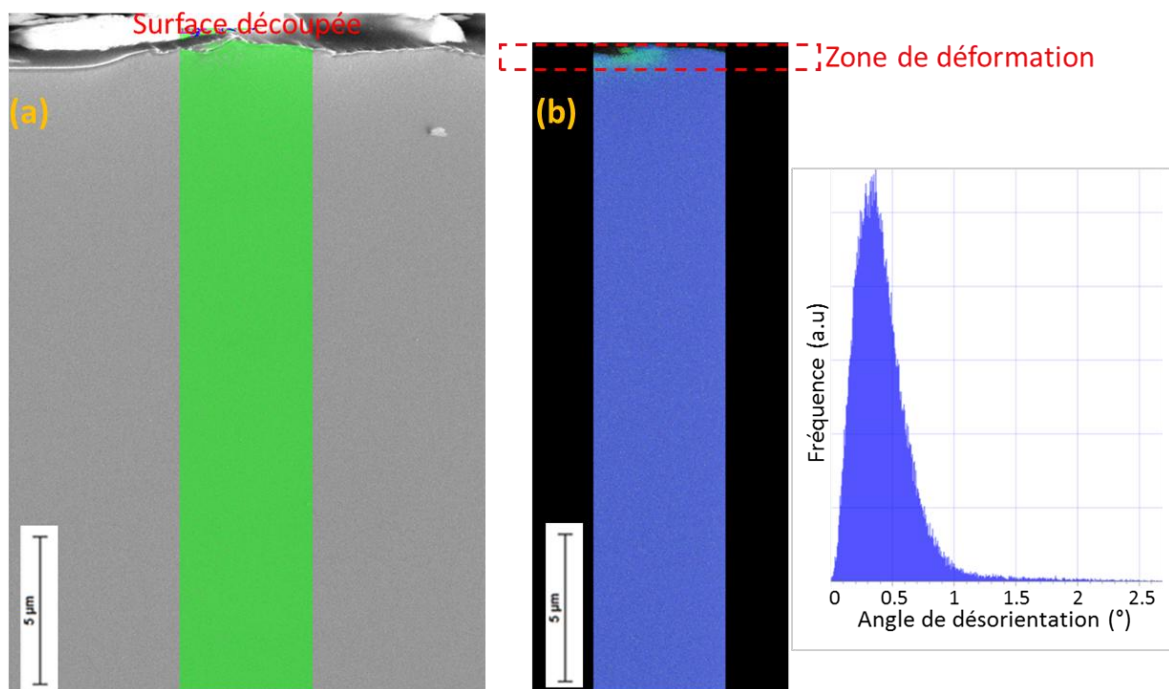 Surface découpée
Zone de déformation
(a)
(b)
5 µm
5 µm
Fréquence (a.u)
0 0.5 1 1.5 2 2.5
Angle de désorientation (°)